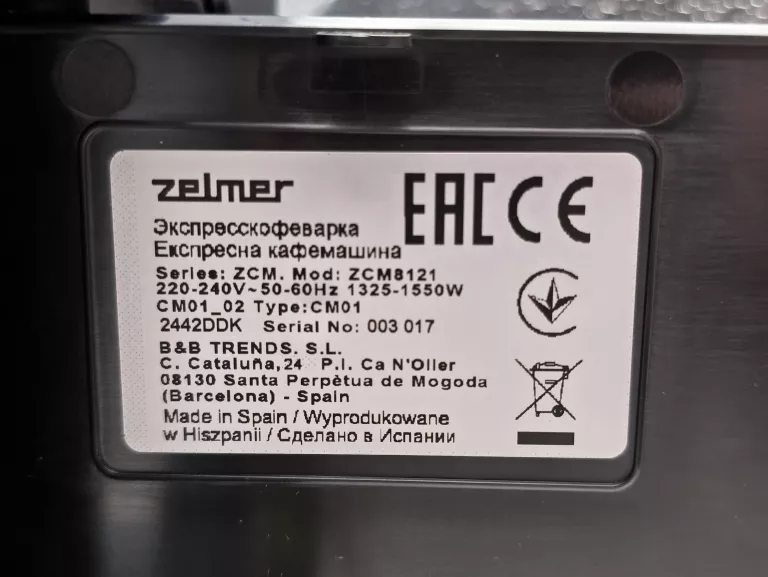 zelmer
EAC CE
Экспресскофеварка
Експресна кафемашина
Series: ZCM. Mod: ZCM8121
220-240V~50-60Hz 1325-1550W
CM01_02 Type:CM01
2442DDK Serial No: 003 017
B&B TRENDS. S.L.
C. Cataluña,24 P.I. Ca N'Oller
08130 Santa Perpètua de Mogoda
(Barcelona) - Spain
Made in Spain / Wyprodukowane
w Hiszpanii / Сделано в Испании